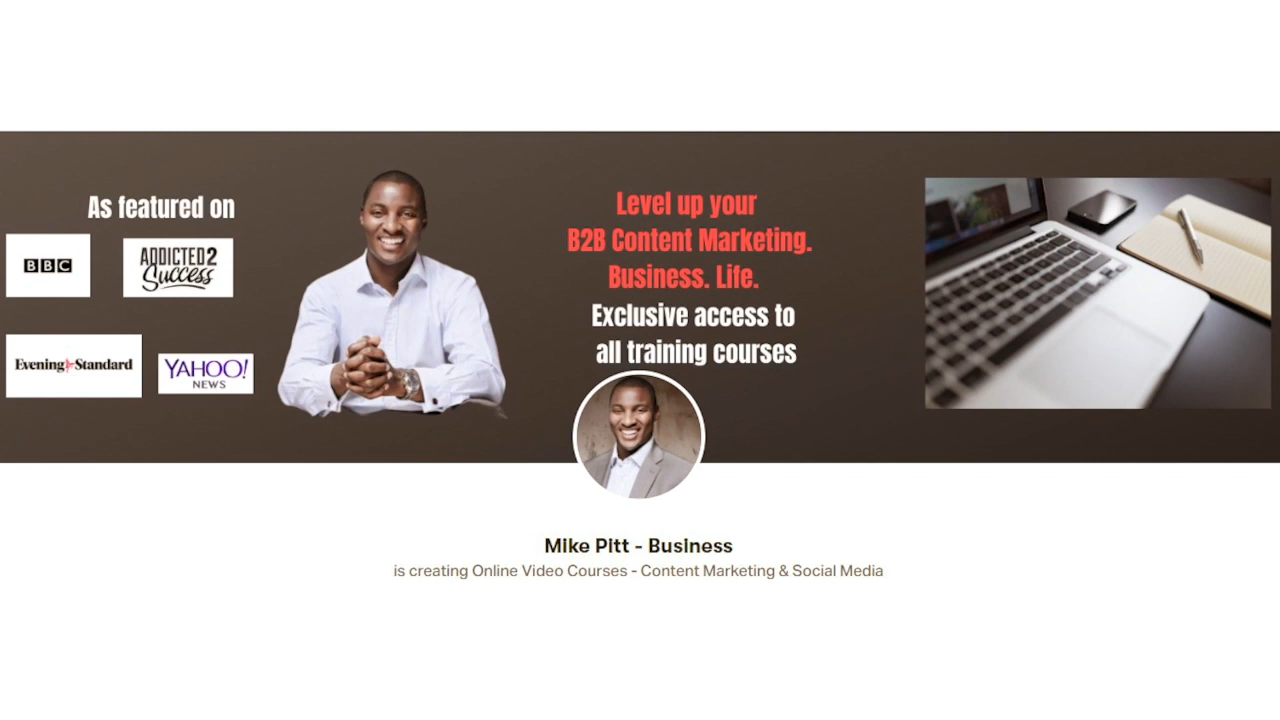 As featured on
BBC
ADDICTED2
Success
Evening Standard
YAHOO!
NEWS
Level up your
B2B Content Marketing.
Business. Life.
Exclusive access to
all training courses
Mike Pitt - Business
is creating Online Video Courses - Content Marketing & Social Media